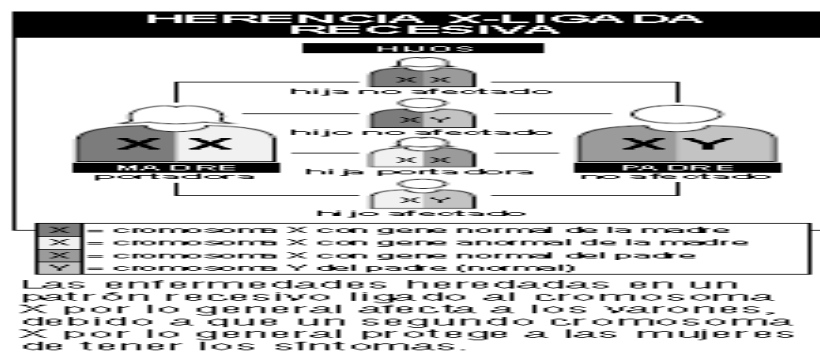 HERENCIA X-LIGADA
RECESIVA
HIJOS
X X
hija no afectado
X Y
hijo no afectado
X X
X Y
MADRE
PADRE
portadora
no afectado
X X
hija portadora
X Y
hijo afectado
X = cromosoma X con gene normal de la madre
X = cromosoma X con gene anormal de la madre
X = cromosoma X con gene normal del padre
Y = cromosoma Y del padre (normal)
Las enfermedades heredadas en un
patrón recesivo ligado al cromosoma
X por lo general afecta a los varones,
debido a que un segundo cromosoma
X por lo general protege a las mujeres
de tener los síntomas.